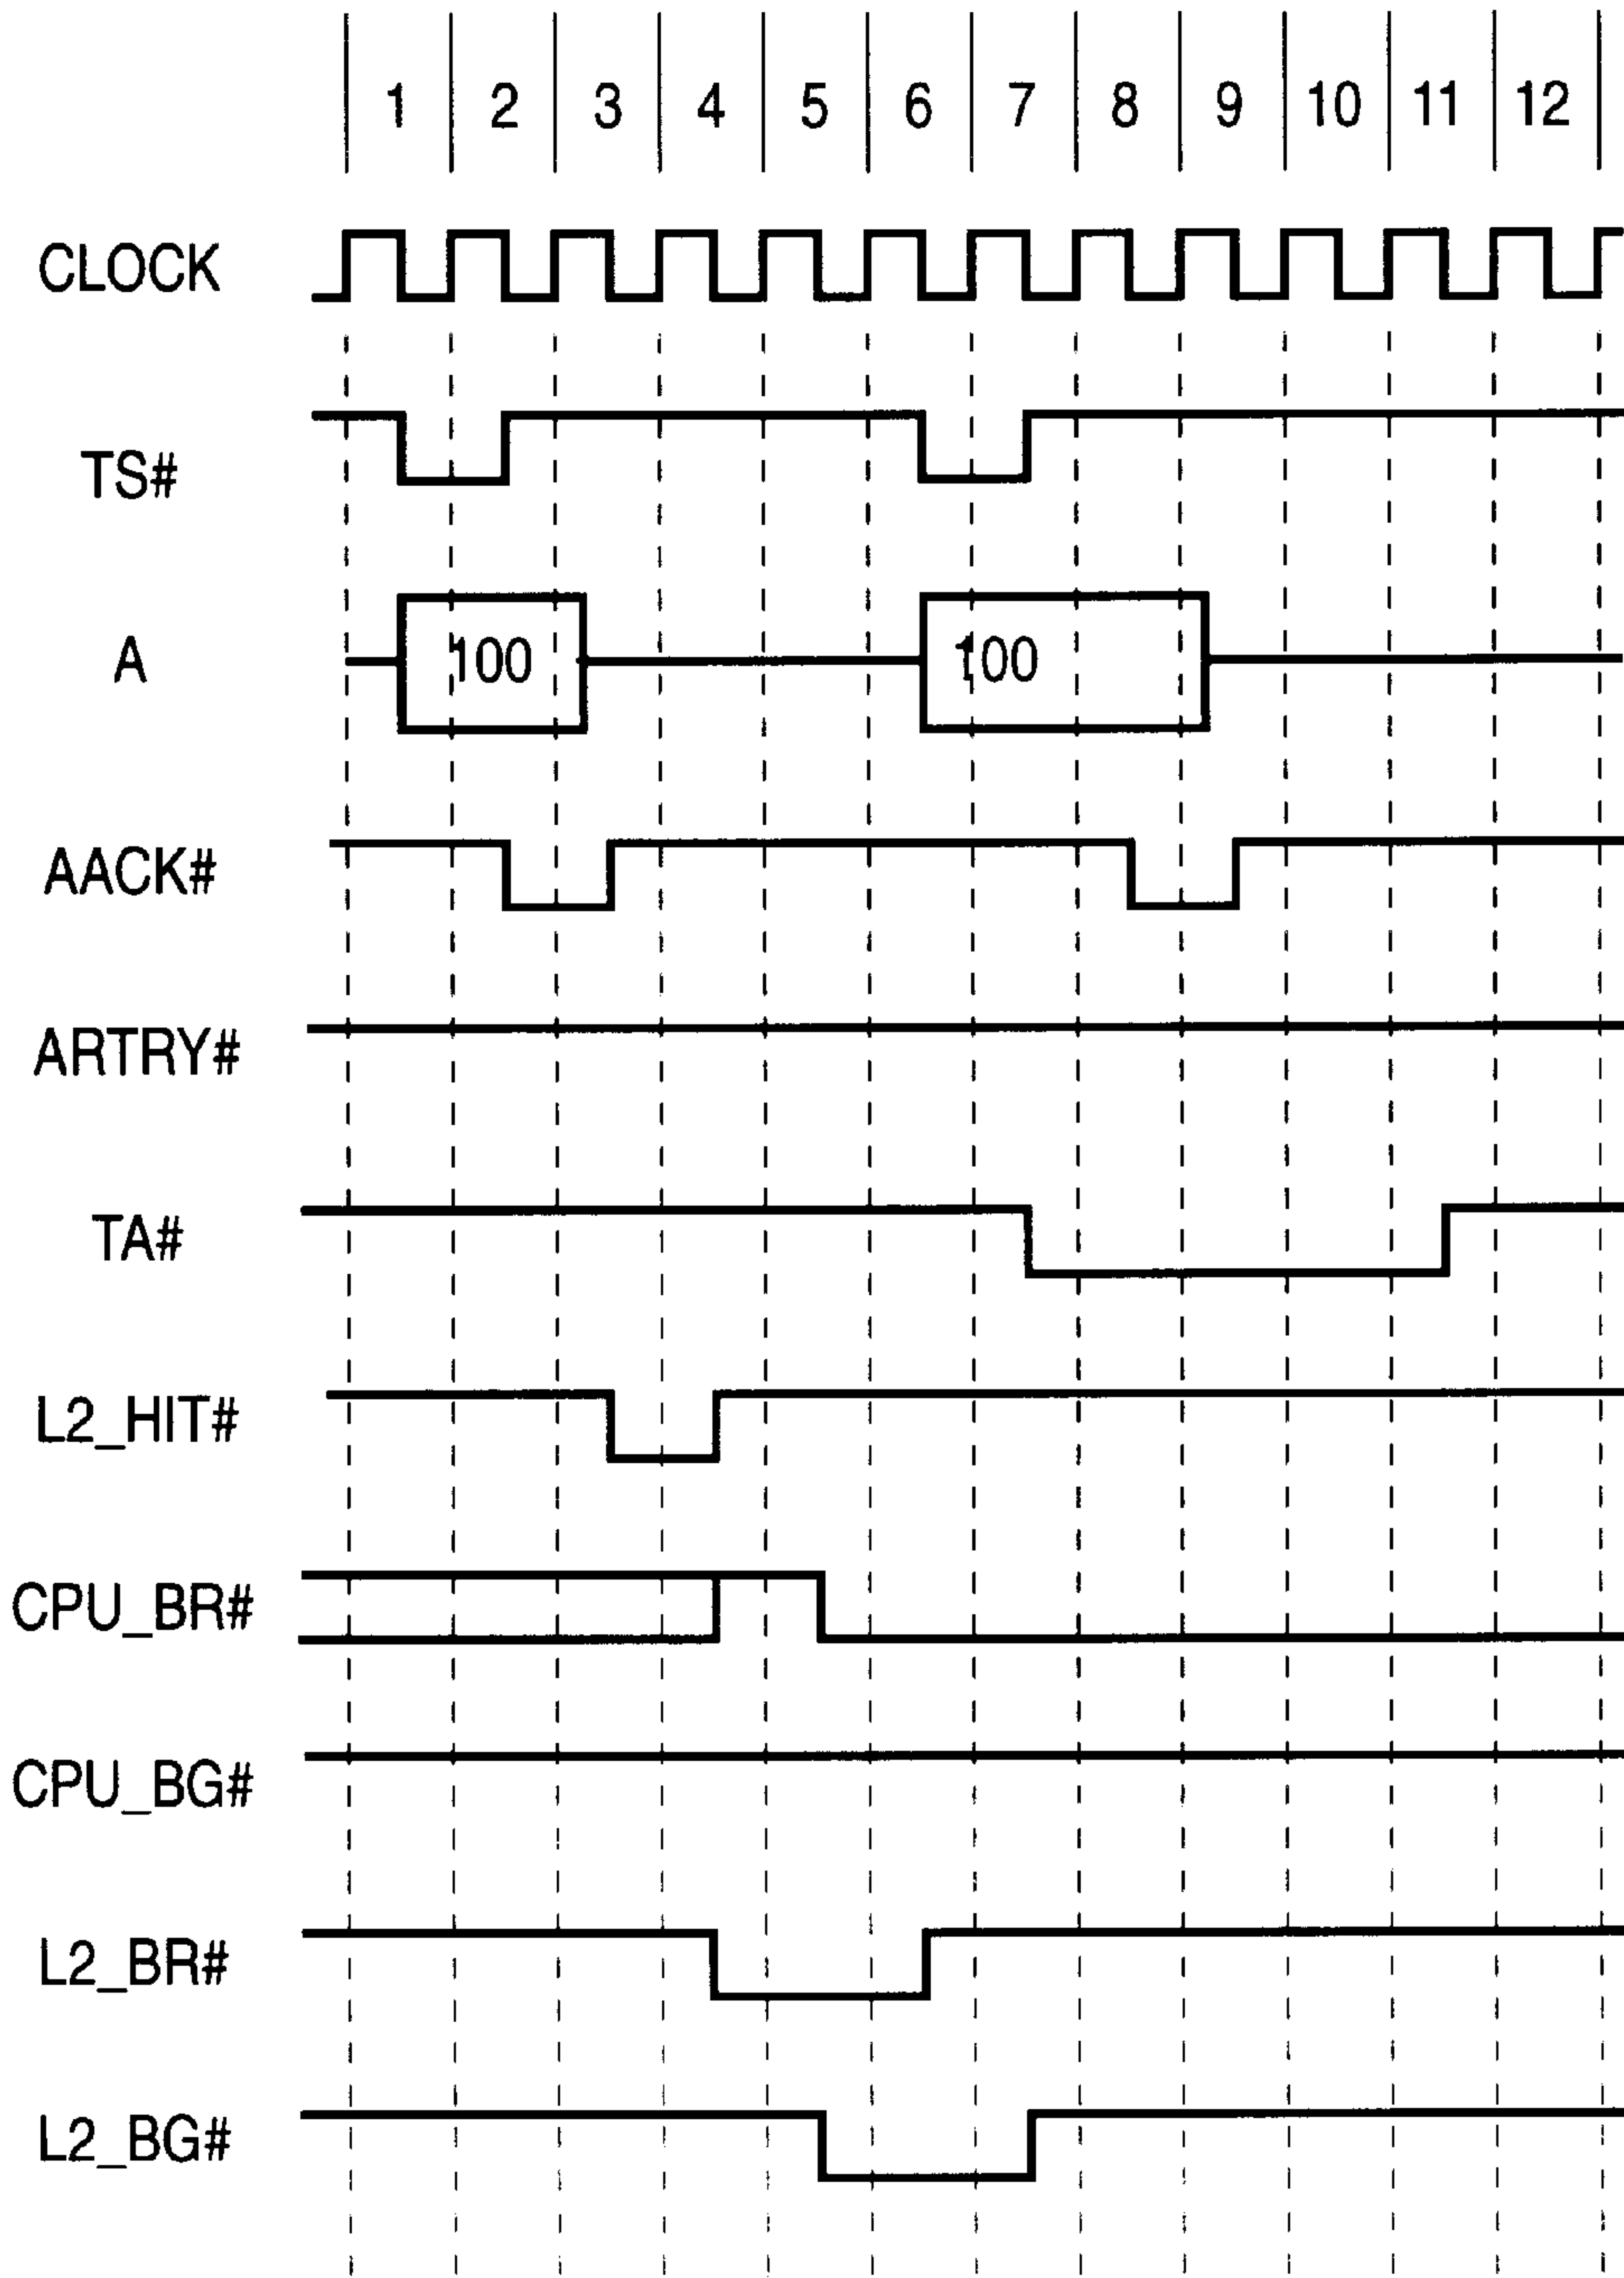 1 2 3 4 5 6 7 8 9 10 11 12
CLOCK
TS#
A 100 100
AACK#
ARTRY#
TA#
L2_HIT#
CPU_BR#
CPU_BG#
L2_BR#
L2_BG#